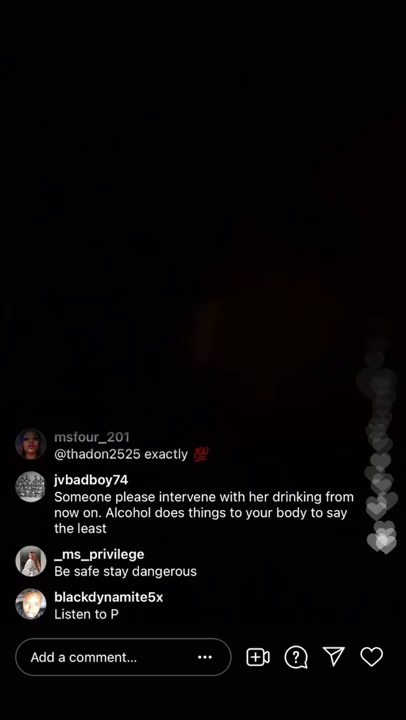 msfour_201
@thadon2525 exactly 💯
jvbadboy74
Someone please intervene with her drinking from
now on. Alcohol does things to your body to say
the least
_ms_privilege
Be safe stay dangerous
blackdynamite5x
Listen to P
Add a comment...